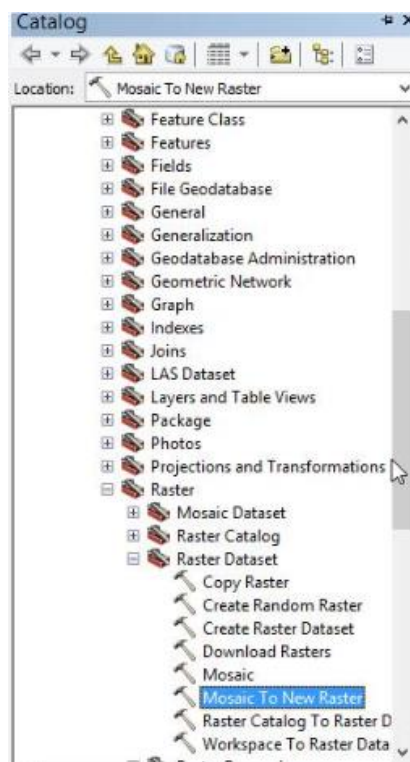 Catalog
Location: Mosaic To New Raster
Feature Class
Features
Fields
File Geodatabase
General
Generalization
Geodatabase Administration
Geometric Network
Graph
Indexes
Joins
LAS Dataset
Layers and Table Views
Package
Photos
Projections and Transformations
Raster
Mosaic Dataset
Raster Catalog
Raster Dataset
Copy Raster
Create Random Raster
Create Raster Dataset
Download Rasters
Mosaic
Mosaic To New Raster
Raster Catalog To Raster D
Workspace To Raster Data